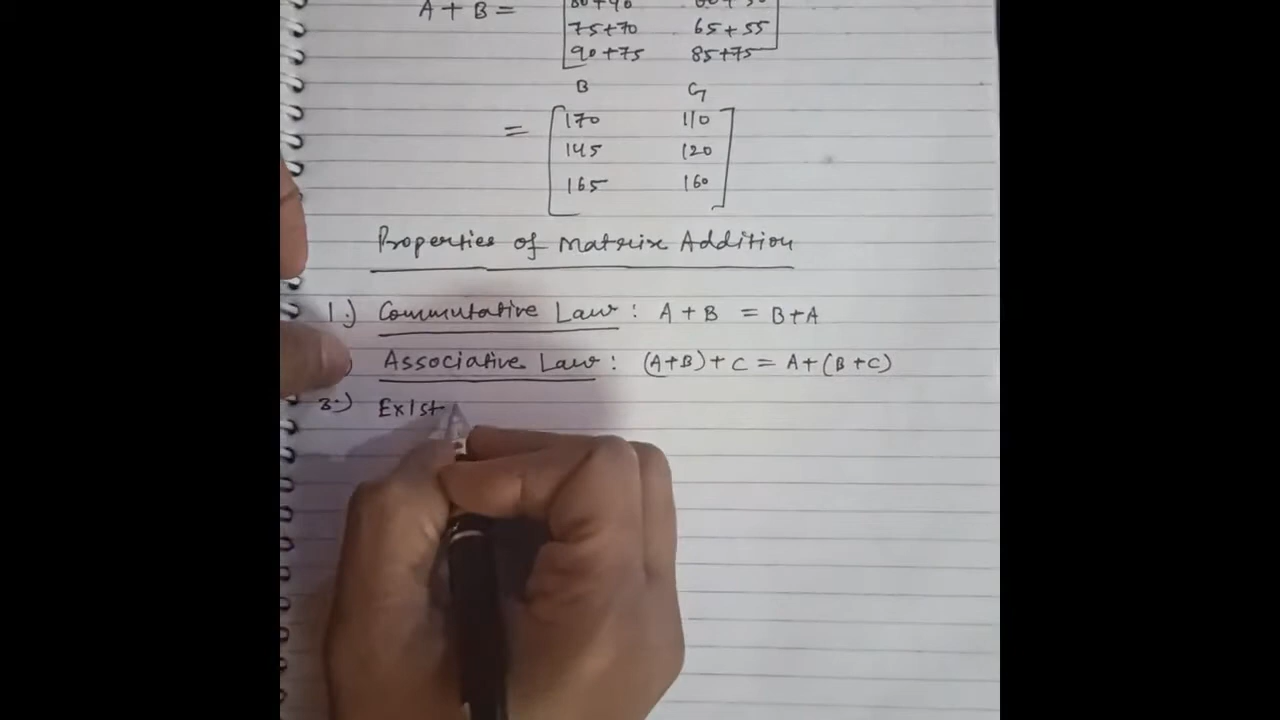 A + B =
75+70 65+55
90+75 85+75
B G
= 170 110
145 120
165 160
Properties of Matrix Addition
1.) Commutative Law : A + B = B+A
) Associative Law : (A+B) + C = A+(B+C)
3.) Exist